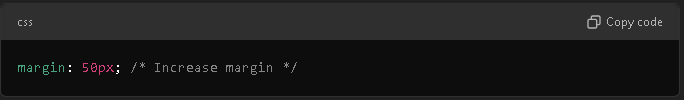 css
Copy code
margin: 50px; /* Increase margin */